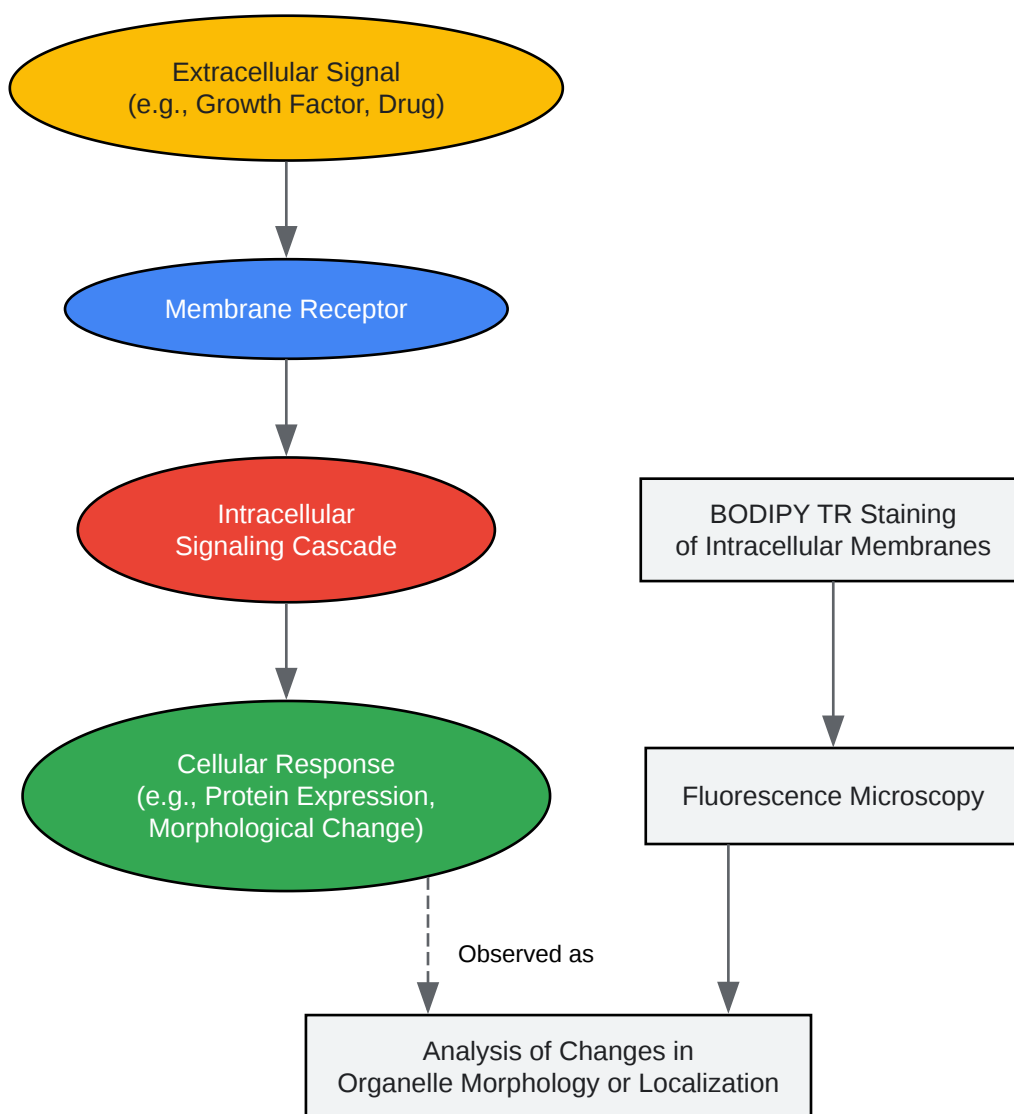 Extracellular Signal
(e.g., Growth Factor, Drug)
Membrane Receptor
Intracellular
Signaling Cascade
BODIPY TR Staining
of Intracellular Membranes
Cellular Response
(e.g., Protein Expression,
Morphological Change)
Fluorescence Microscopy
Observed as
Analysis of Changes in
Organelle Morphology or Localization